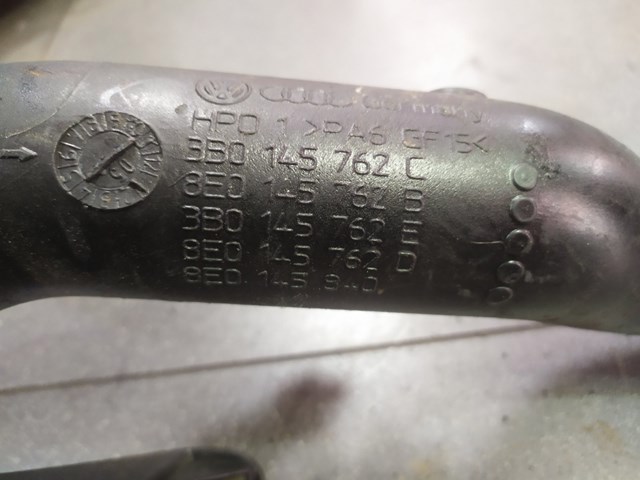 Audi Germany
HPO 1 >PA6 GF15<
3B0 145 762 C
8E0 145 762 B
3B0 145 762 E
8E0 145 762 D
8E0 145 840